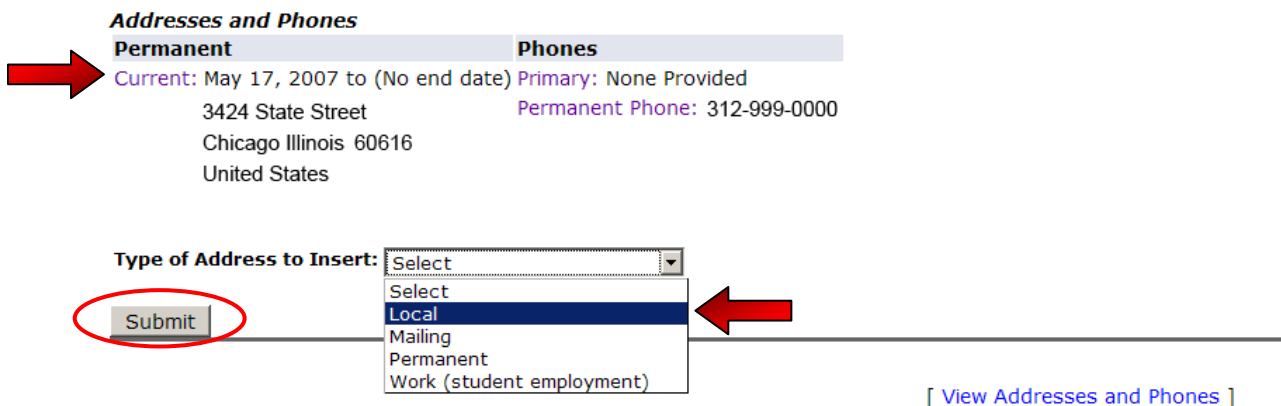 Addresses and Phones
Permanent Phones
Current: May 17, 2007 to (No end date) Primary: None Provided
3424 State Street Permanent Phone: 312-999-0000
Chicago Illinois 60616
United States
Type of Address to Insert: Select
Select
Local
Submit
Mailing
Permanent
Work (student employment)
[ View Addresses and Phones ]